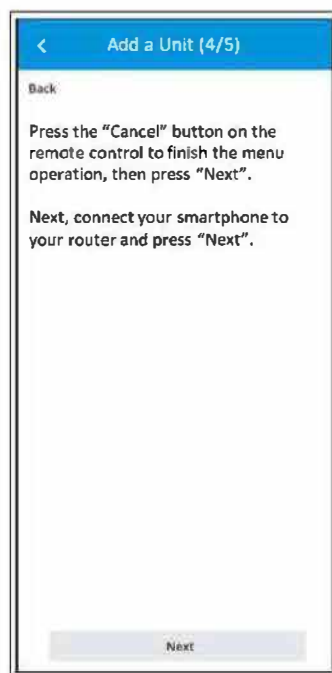 Add a Unit (4/5)
Back
Press the "Cancel" button on the
remote control to finish the menu
operation, then press "Next".
Next, connect your smartphone to
your router and press "Next".
Next